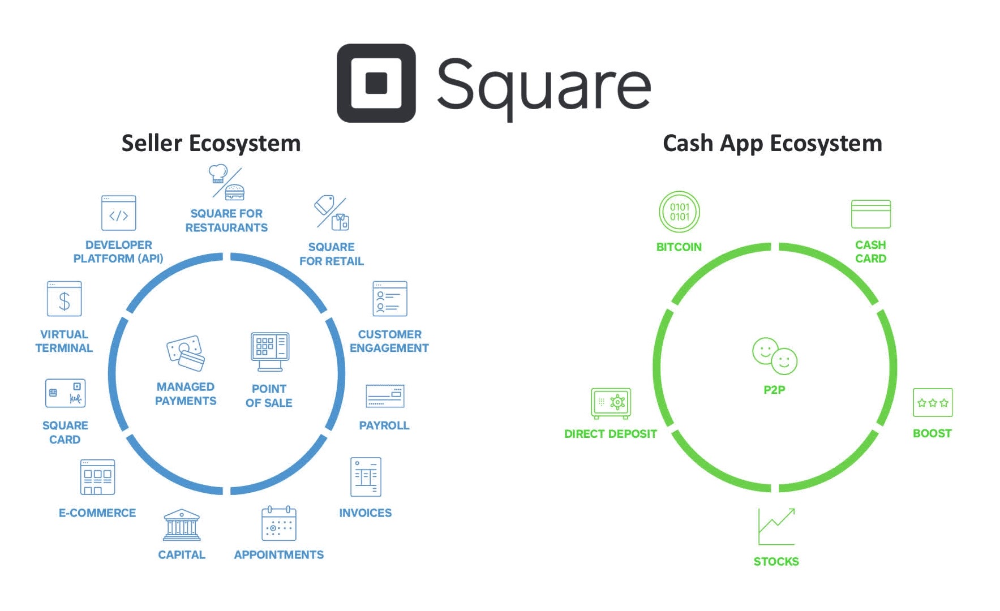 Square
Seller Ecosystem
SQUARE FOR
RESTAURANTS
DEVELOPER
PLATFORM (API)
</>
SQUARE
FOR RETAIL
VIRTUAL
TERMINAL
$
CUSTOMER
ENGAGEMENT
MANAGED
PAYMENTS
POINT
OF SALE
SQUARE
CARD
PAYROLL
E-COMMERCE
INVOICES
CAPITAL
APPOINTMENTS
Cash App Ecosystem
0101
0101
BITCOIN
CASH
CARD
P2P
DIRECT DEPOSIT
BOOST
STOCKS